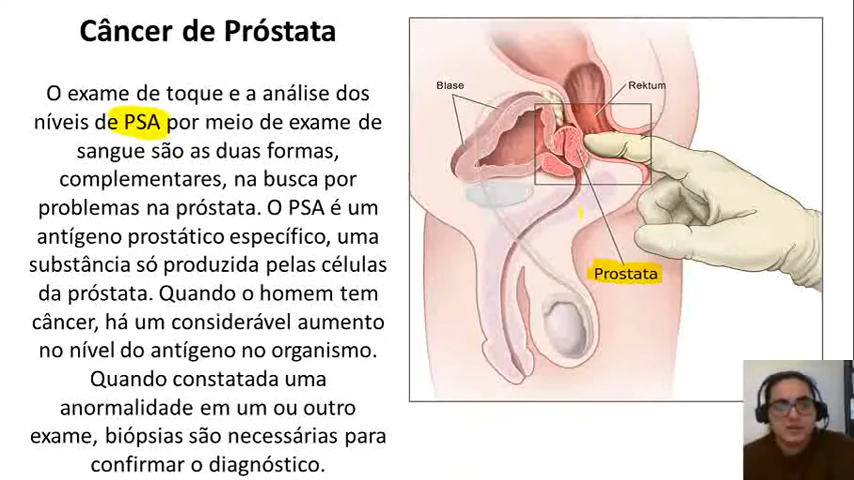 Câncer de Próstata
O exame de toque e a análise dos
níveis de PSA por meio de exame de
sangue são as duas formas,
complementares, na busca por
problemas na próstata. O PSA é um
antígeno prostático específico, uma
substância só produzida pelas células
da próstata. Quando o homem tem
câncer, há um considerável aumento
no nível do antígeno no organismo.
Quando constatada uma
anormalidade em um ou outro
exame, biópsias são necessárias para
confirmar o diagnóstico.
Blase
Rektum
Prostata